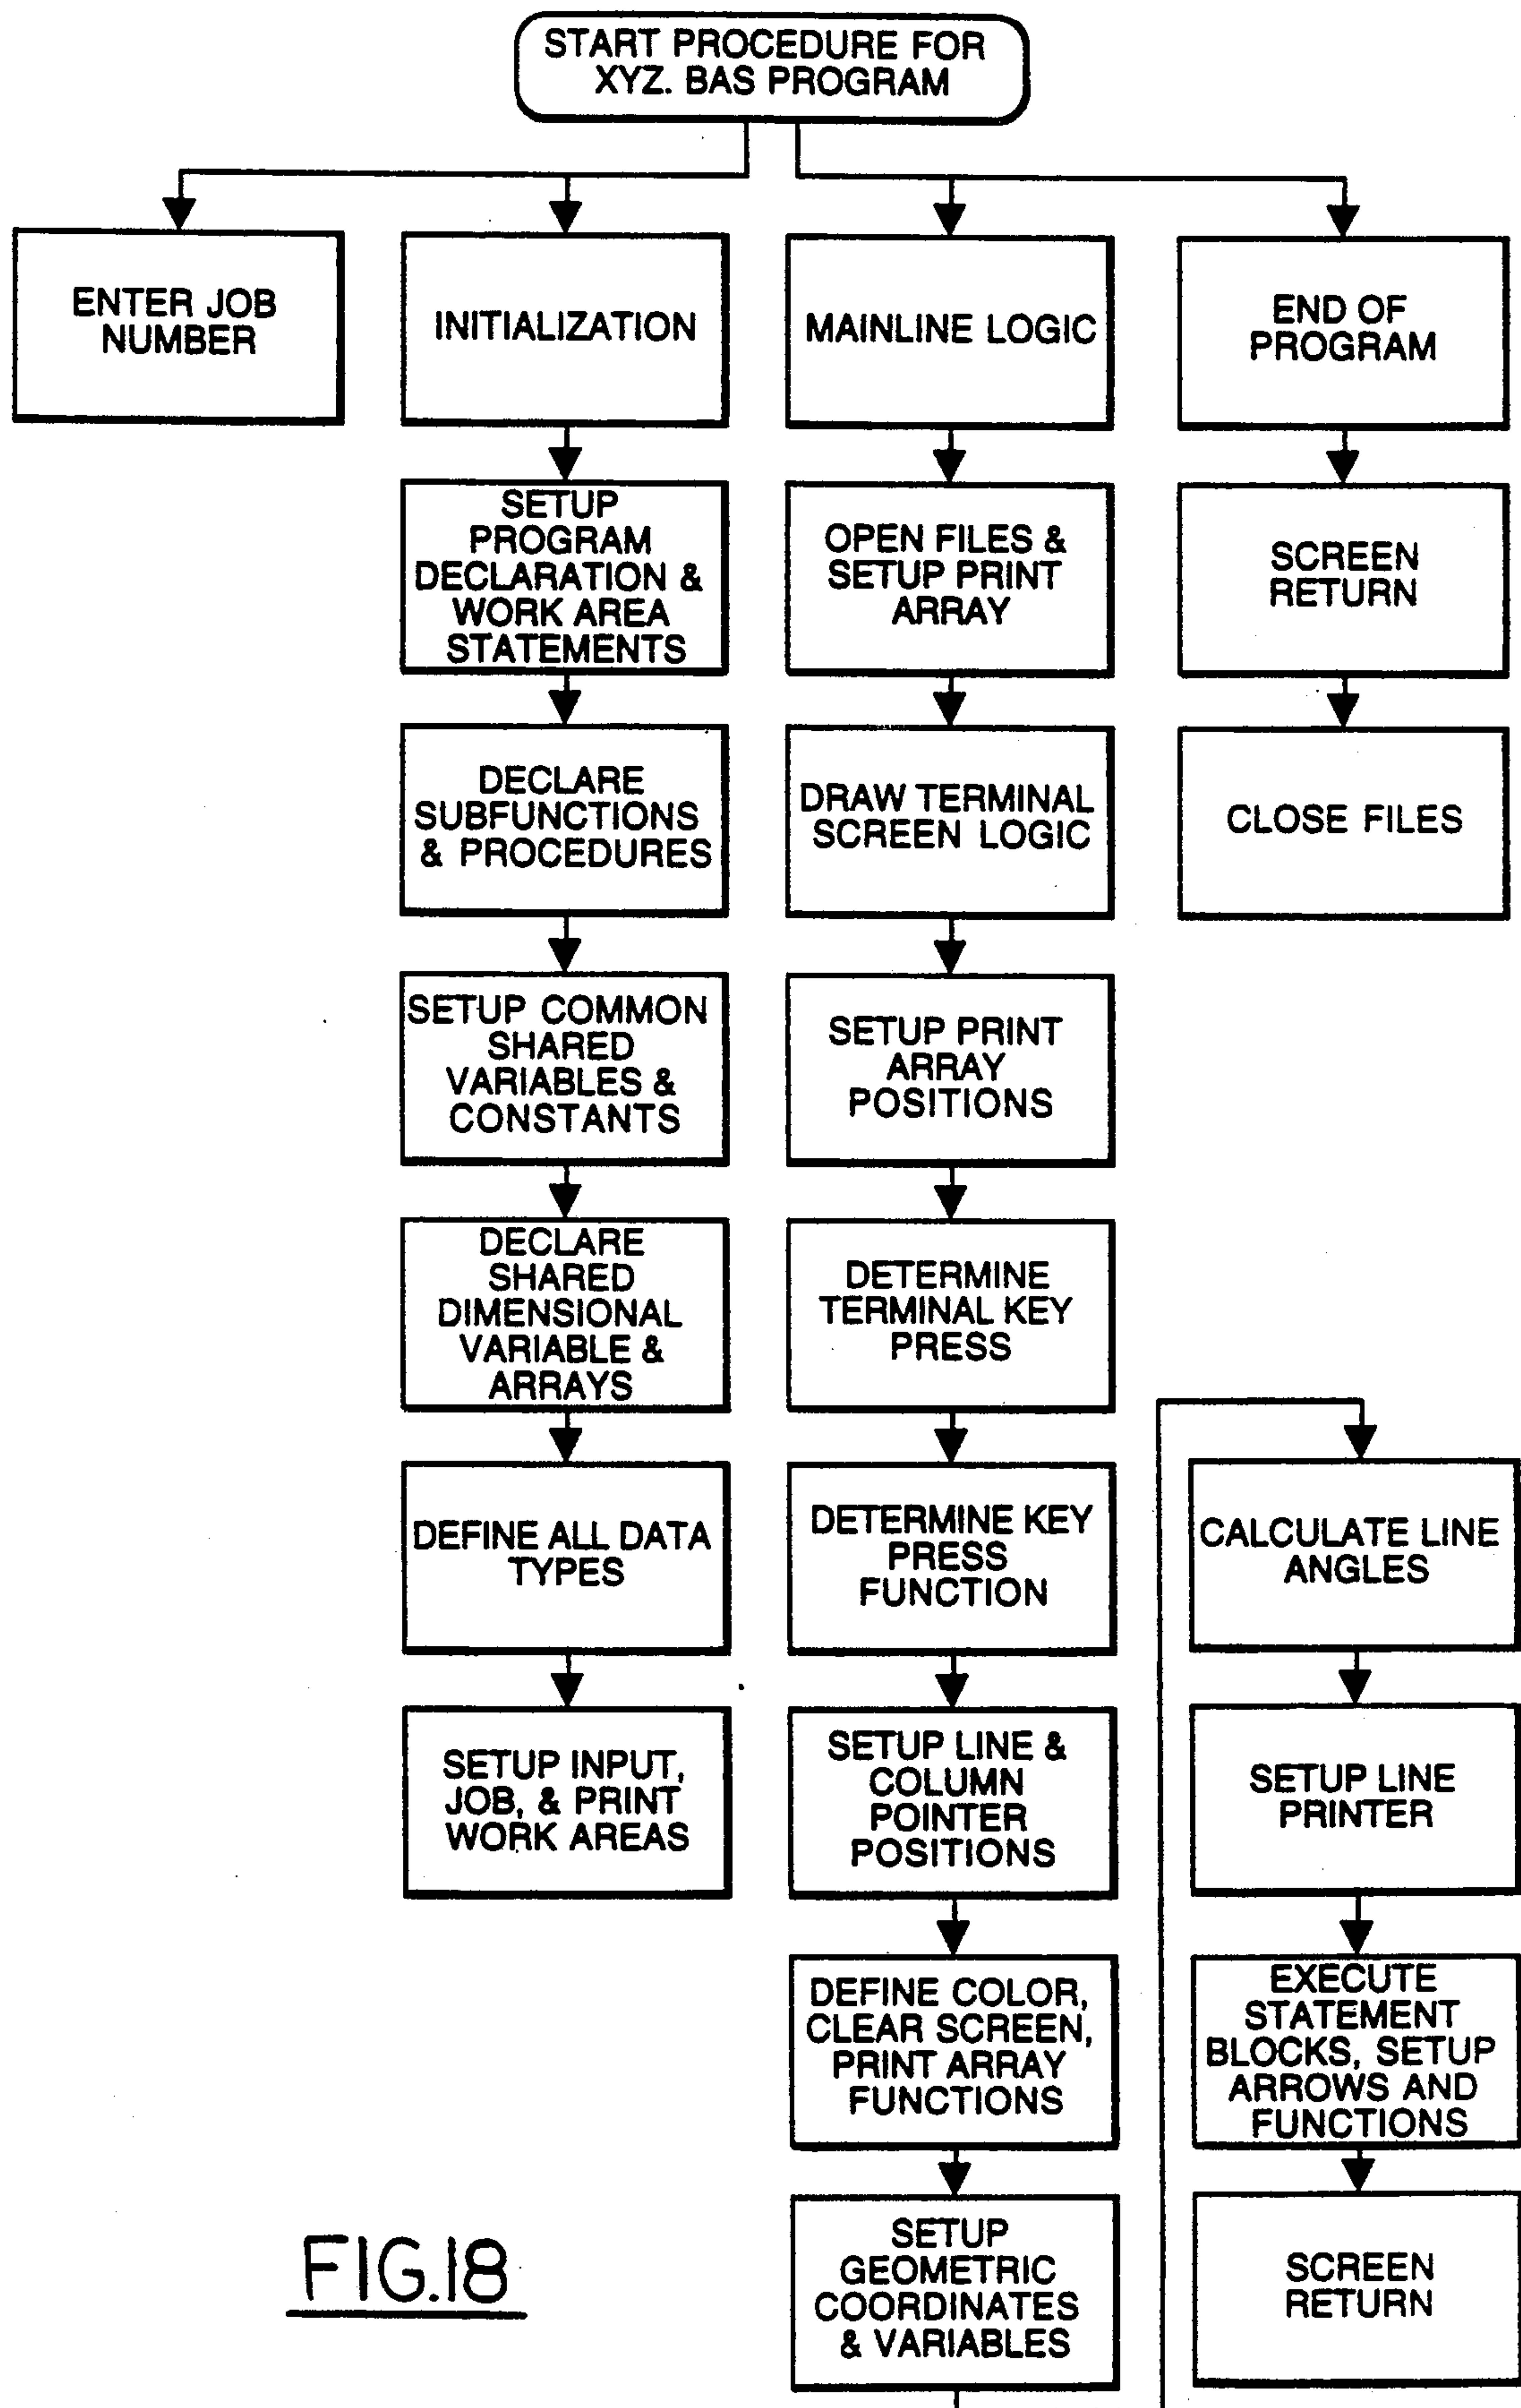 START PROCEDURE FOR
XYZ. BAS PROGRAM
ENTER JOB
NUMBER
INITIALIZATION
SETUP
PROGRAM
DECLARATION &
WORK AREA
STATEMENTS
DECLARE
SUBFUNCTIONS
& PROCEDURES
SETUP COMMON
SHARED
VARIABLES &
CONSTANTS
DECLARE
SHARED
DIMENSIONAL
VARIABLE &
ARRAYS
DEFINE ALL DATA
TYPES
SETUP INPUT,
JOB, & PRINT
WORK AREAS
MAINLINE LOGIC
OPEN FILES &
SETUP PRINT
ARRAY
DRAW TERMINAL
SCREEN LOGIC
SETUP PRINT
ARRAY
POSITIONS
DETERMINE
TERMINAL KEY
PRESS
DETERMINE KEY
PRESS
FUNCTION
SETUP LINE &
COLUMN
POINTER
POSITIONS
DEFINE COLOR,
CLEAR SCREEN,
PRINT ARRAY
FUNCTIONS
SETUP
GEOMETRIC
COORDINATES
& VARIABLES
CALCULATE LINE
ANGLES
SETUP LINE
PRINTER
EXECUTE
STATEMENT
BLOCKS, SETUP
ARROWS AND
FUNCTIONS
SCREEN
RETURN
END OF
PROGRAM
SCREEN
RETURN
CLOSE FILES
FIG.18